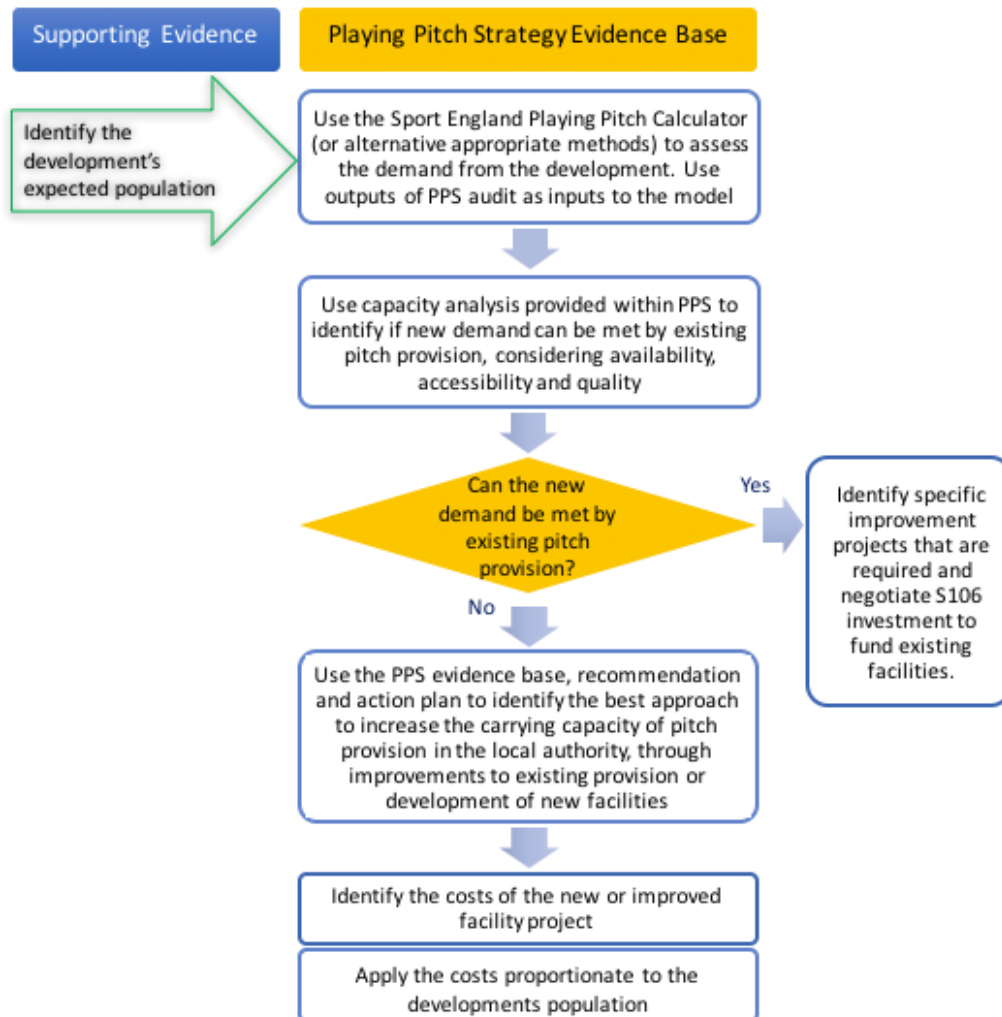 Supporting Evidence
Playing Pitch Strategy Evidence Base
Identify the
development's
expected population
Use the Sport England Playing Pitch Calculator
(or alternative appropriate methods) to assess
the demand from the development. Use
outputs of PPS audit as inputs to the model
Use capacity analysis provided within PPS to
identify if new demand can be met by existing
pitch provision, considering availability,
accessibility and quality
Can the new
demand be met by
existing pitch
provision?
Yes
Identify specific
improvement
projects that are
required and
negotiate S106
investment to
fund existing
facilities.
No
Use the PPS evidence base, recommendation
and action plan to identify the best approach
to increase the carrying capacity of pitch
provision in the local authority, through
improvements to existing provision or
development of new facilities
Identify the costs of the new or improved
facility project
Apply the costs proportionate to the
developments population